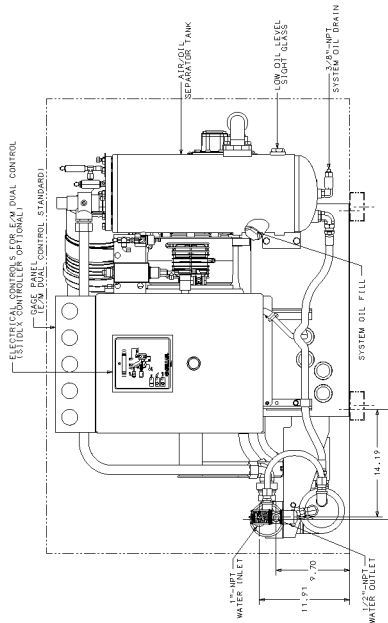 ELECTRICAL CONTROLS FOR E/M DUAL CONTROL
(ST11DLX CONTROLLER OPTIONAL)
GAGE PANEL
(E/M DUAL CONTROL STANDARD)
AIR/OIL
SEPARATOR TANK
LOW OIL LEVEL
SIGHT GLASS
3/8"-NPT
SYSTEM OIL DRAIN
SYSTEM OIL FILL
1"-NPT
WATER INLET
14.19
9.70
11.91
1/2"-NPT
WATER OUTLET